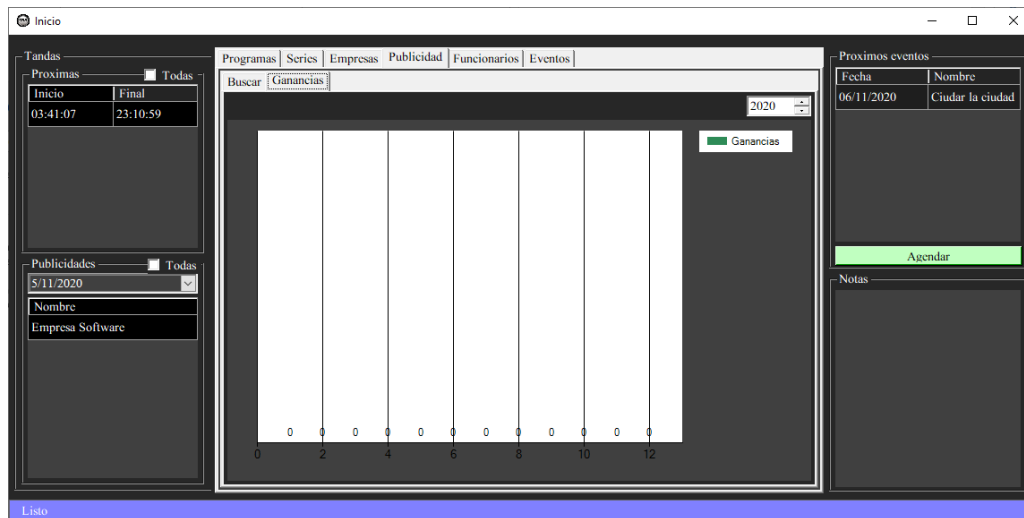 Inicio
Tandas
Proximas Todas
Inicio Final
03:41:07 23:10:59
Publicidades Todas
5/11/2020
Nombre
Empresa Software
Programas Series Empresas Publicidad Funcionarios Eventos
Buscar Ganancias
2020
Ganancias
0 0 0 0 0 0 0 0 0 0 0 0
0 2 4 6 8 10 12
Proximos eventos
Fecha Nombre
06/11/2020 Ciudar la ciudad
Agendar
Notas
Listo